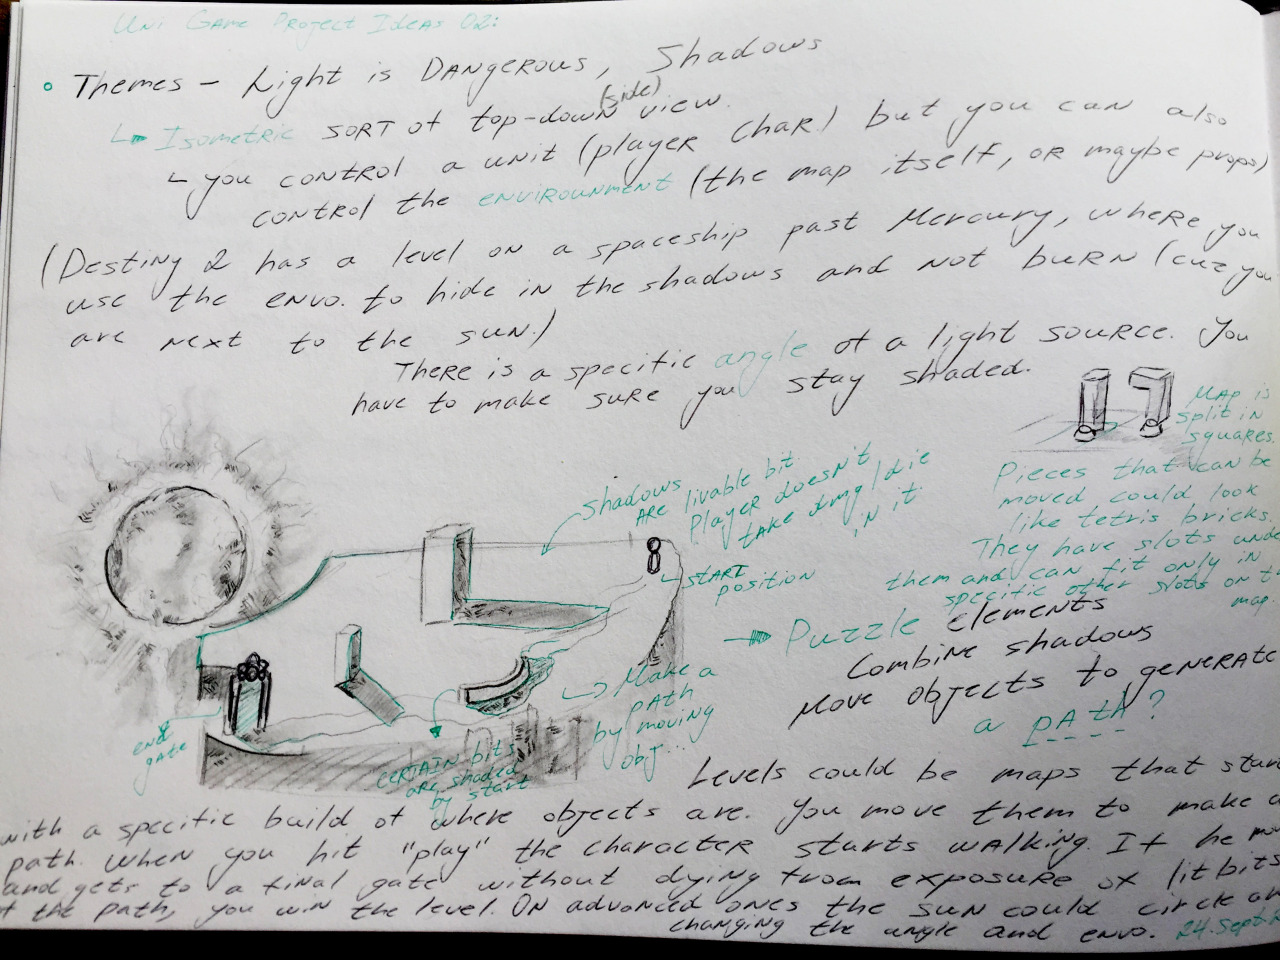 Uni Game Project Ideas 02:
Themes - Light is Dangerous, Shadows
Isometric sort of top-down (side) view.
you control a unit (player char) but you can also
control the environment (the map itself, or maybe props)
(Destiny 2 has a level on a spaceship past Mercury, where you
use the envo. to hide in the shadows and not burn (cuz you
are next to the sun.)
There is a specific angle of a light source. You
have to make sure you stay shaded.
Map is
split in
squares.
Pieces that can be
moved could look
like tetris bricks.
They have slots unde
them and can fit only in
specific other slots on t
map.
shadows
are livable bit
Player doesn't
take dmg/die
in it
START
position
Puzzle elements
Combine shadows
Move objects to generate
a path?
Make a
path
by moving
obj...
end
gate
certain bits
are shaded
by start
Levels could be maps that star
with a specific build of where objects are. You move them to make a
path. When you hit "play" the character starts walking. If he
and gets to a final gate without dying from exposure of lit bits
the path, you win the level. On advanced ones the sun could circle
changing the angle and envo. 24.Sept.